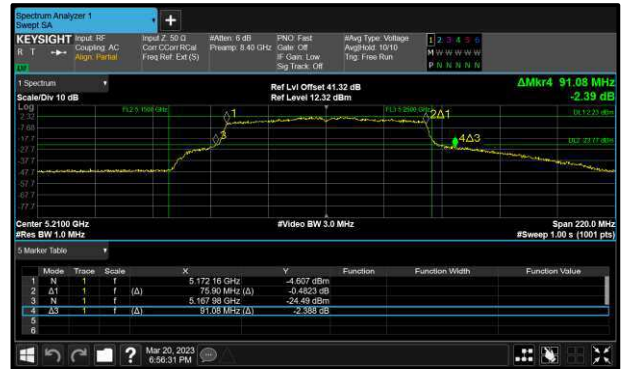 Spectrum Analyzer 1
Swept SA
KEYSIGHT Input: RF Input Z: 50 Ω #Atten: 6 dB PNO: Fast #Avg Type: Voltage 1 2 3 4 5 6
R T Coupling: AC Corr CCorr RCal Preamp: 8.40 GHz Gate: Off Avg|Hold: 10/10 M W W W W W
Align: Partial Freq Ref: Ext (S) IF Gain: Low Trig: Free Run
Sig Track: Off P N N N N N
1 Spectrum Ref Lvl Offset 41.32 dB ΔMkr4 91.08 MHz
Scale/Div 10 dB Ref Level 12.32 dBm -2.39 dB
Log
2.32
-7.68
-17.7
-27.7
-37.7
-47.7
-57.7
-67.7
-77.7
1
2Δ1
3
4Δ3
Center 5.2100 GHz #Video BW 3.0 MHz Span 220.0 MHz
#Res BW 1.0 MHz #Sweep 1.00 s (1001 pts)
5 Marker Table
Mode Trace Scale X Y Function Function Width Function Value
1 N 1 f 5.172 16 GHz -4.607 dBm
2 Δ1 1 f (Δ) 75.90 MHz (Δ) -0.4823 dB
3 N 1 f 5.167 98 GHz -24.49 dBm
4 Δ3 1 f (Δ) 91.08 MHz (Δ) -2.388 dB
5
6
? Mar 20, 2023
6:56:31 PM